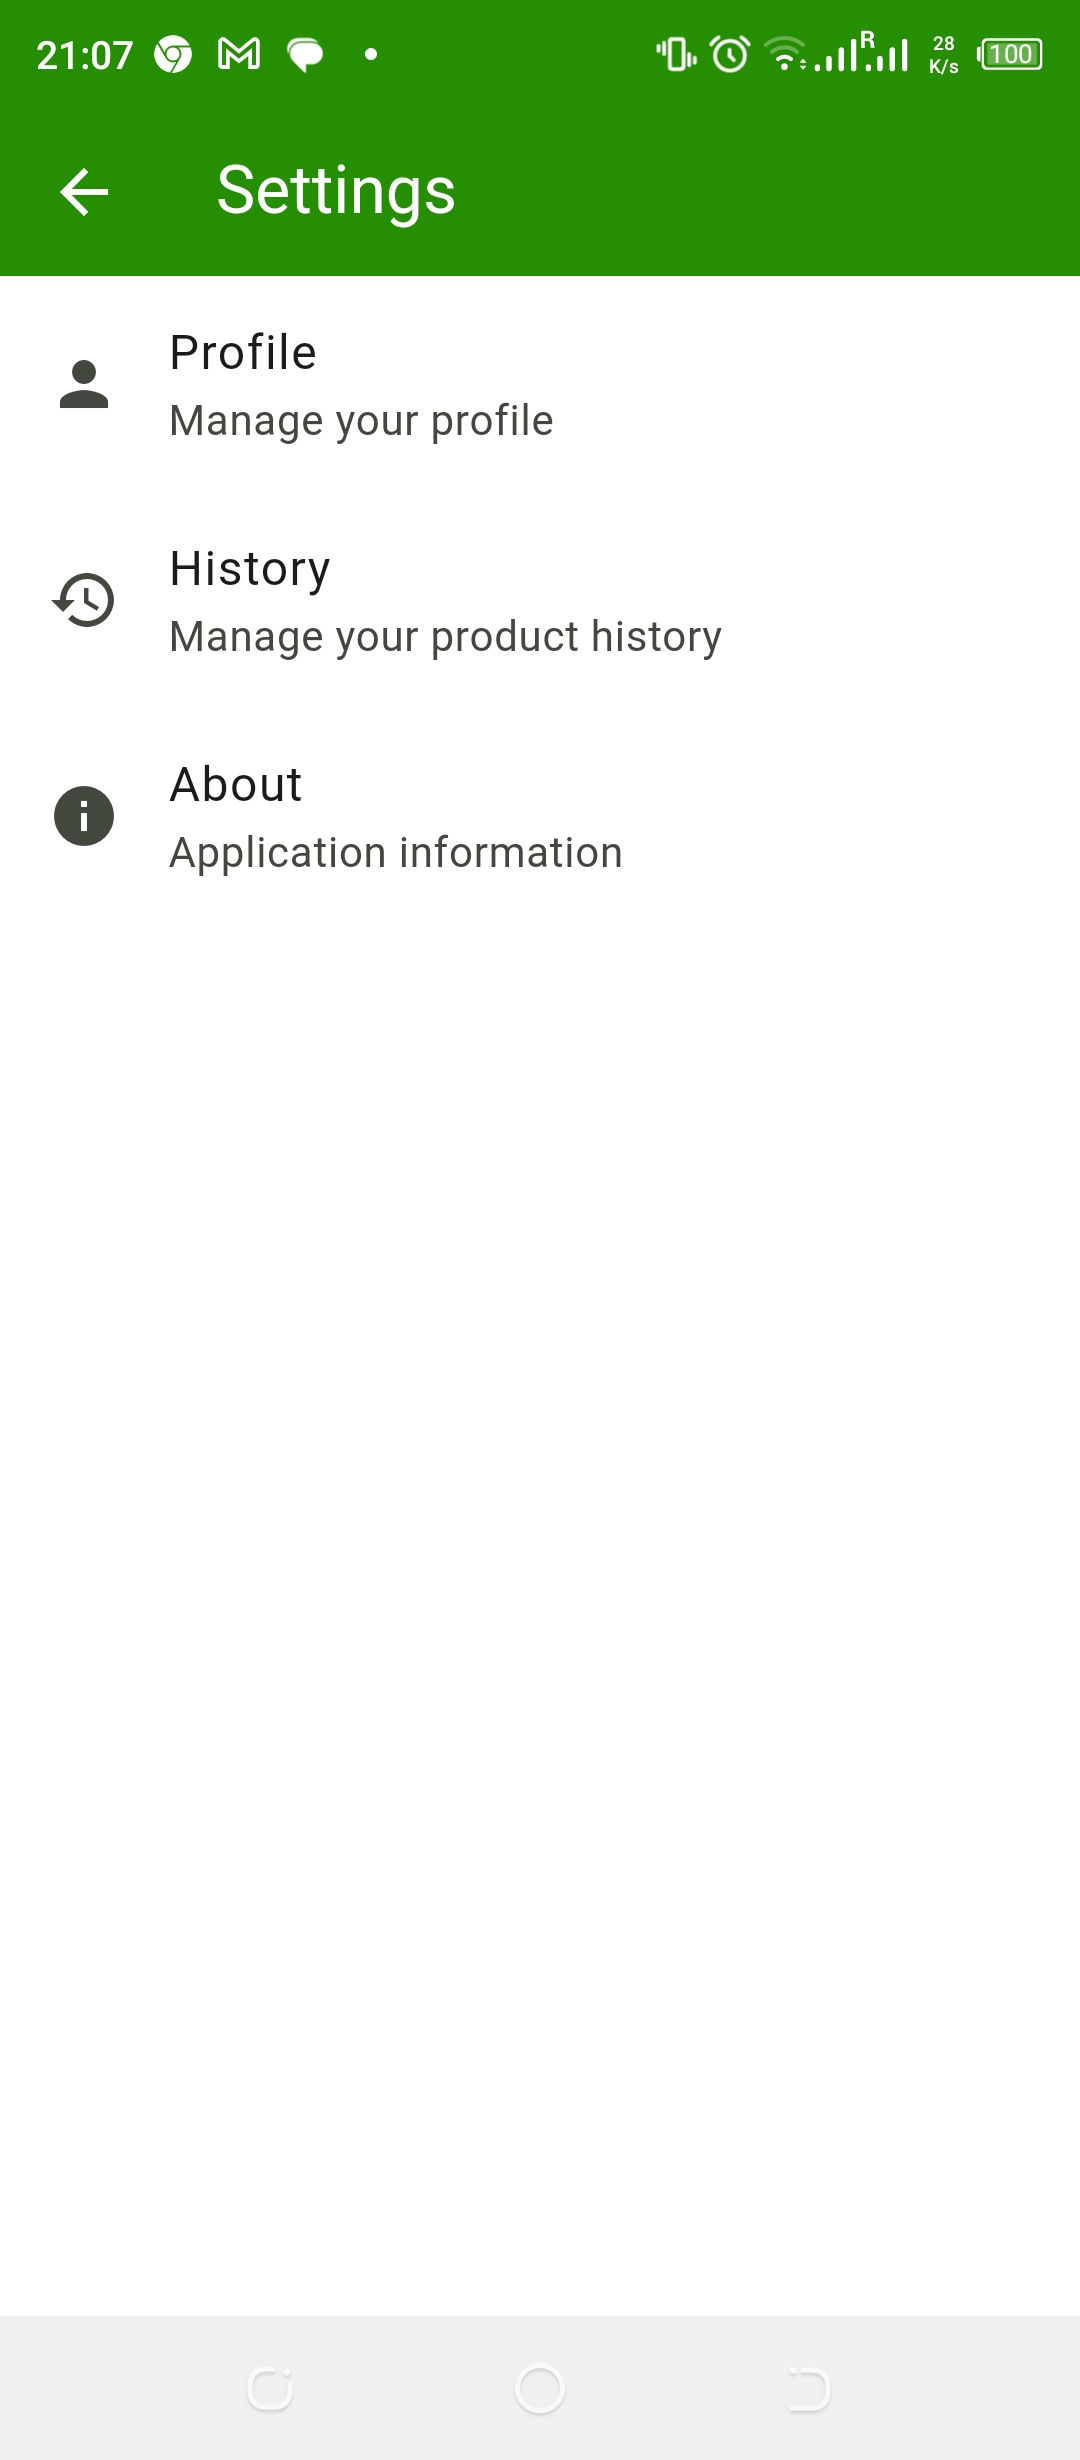 21:07 R 28 K/s 100
Settings
Profile
Manage your profile
History
Manage your product history
About
Application information